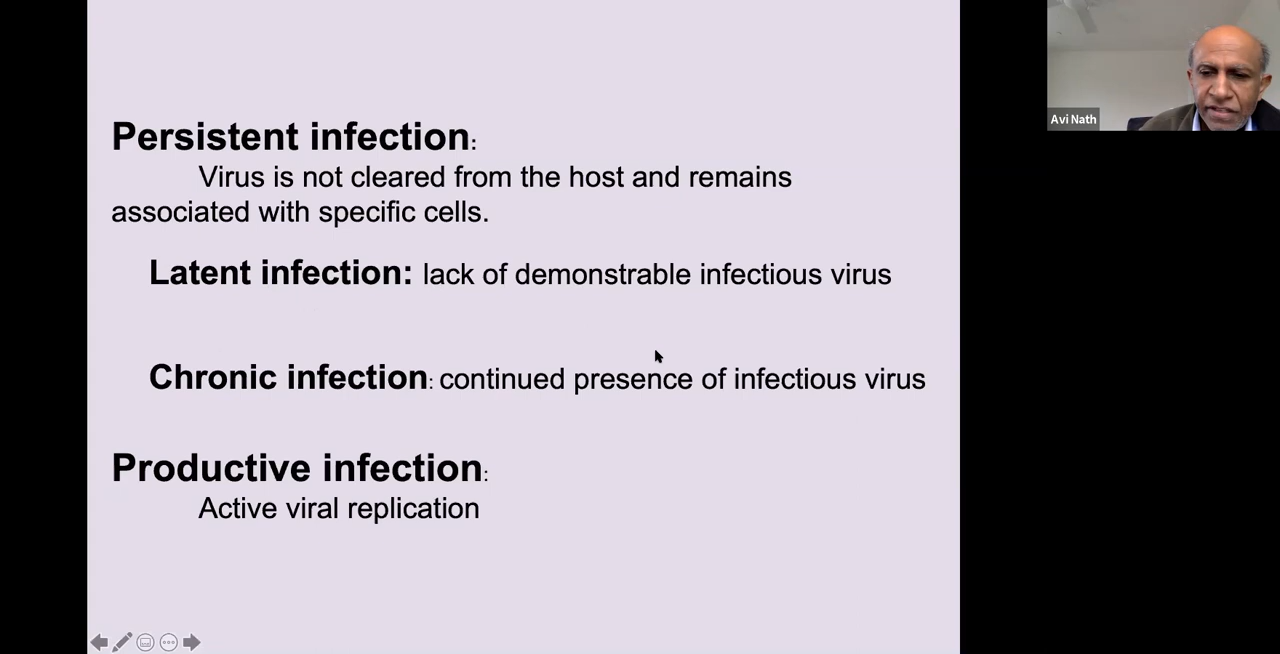 Persistent infection:
Virus is not cleared from the host and remains
associated with specific cells.
Latent infection: lack of demonstrable infectious virus
Chronic infection: continued presence of infectious virus
Productive infection:
Active viral replication
Avi Nath